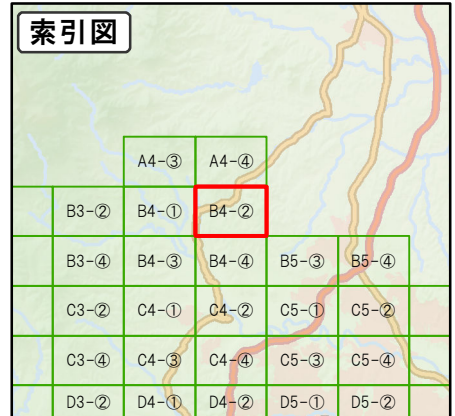 索引図
A4-③ A4-④
B3-② B4-① B4-②
B3-④ B4-③ B4-④ B5-③ B5-④
C3-② C4-① C4-② C5-① C5-②
C3-④ C4-③ C4-④ C5-③ C5-④
D3-② D4-① D4-② D5-① D5-②